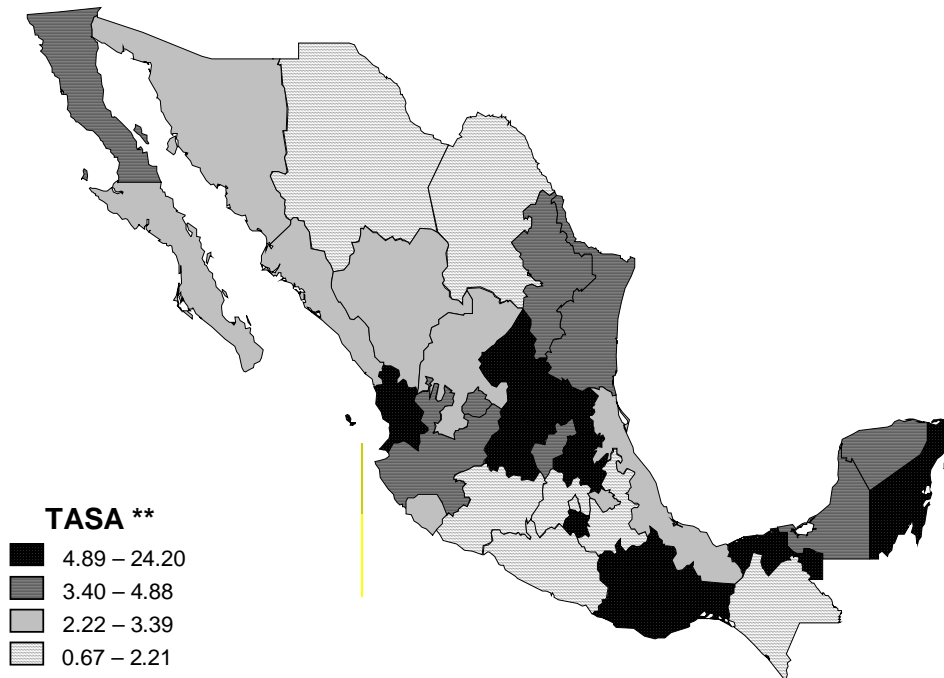 TASA **
4.89 – 24.20
3.40 – 4.88
2.22 – 3.39
0.67 – 2.21